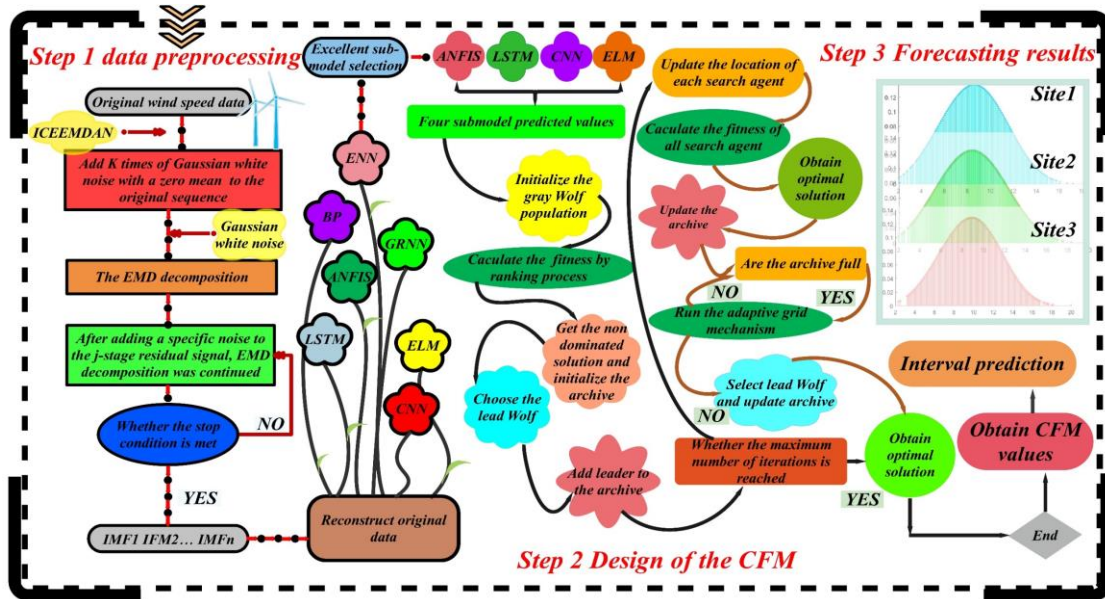 Step 1 data preprocessing
Original wind speed data
ICEEMDAN
Add K times of Gaussian white
noise with a zero mean to the
original sequence
Gaussian
white noise
The EMD decomposition
After adding a specific noise to
the j-stage residual signal, EMD
decomposition was continued
Whether the stop
condition is met
NO
YES
IMF1 IFM2… IMFn
Reconstruct original
data
LSTM
ANFIS
BP
ENN
GRNN
ELM
CNN
Excellent sub-
model selection
ANFIS
LSTM
CNN
ELM
Four submodel predicted values
Initialize the
gray Wolf
population
Caculate the fitness by
ranking process
Get the non
dominated
solution and
initialize the
archive
Choose the
lead Wolf
Add leader to
the archive
Step 2 Design of the CFM
Update the location of
each search agent
Caculate the fitness of
all search agent
Obtain
optimal
solution
Update the
archive
Are the archive full
NO
YES
Run the adaptive grid
mechanism
Select lead Wolf
and update archive
NO
Whether the maximum
number of iterations is
reached
YES
Obtain
optimal
solution
End
Obtain CFM
values
Interval prediction
Step 3 Forecasting results
Site1
Site2
Site3